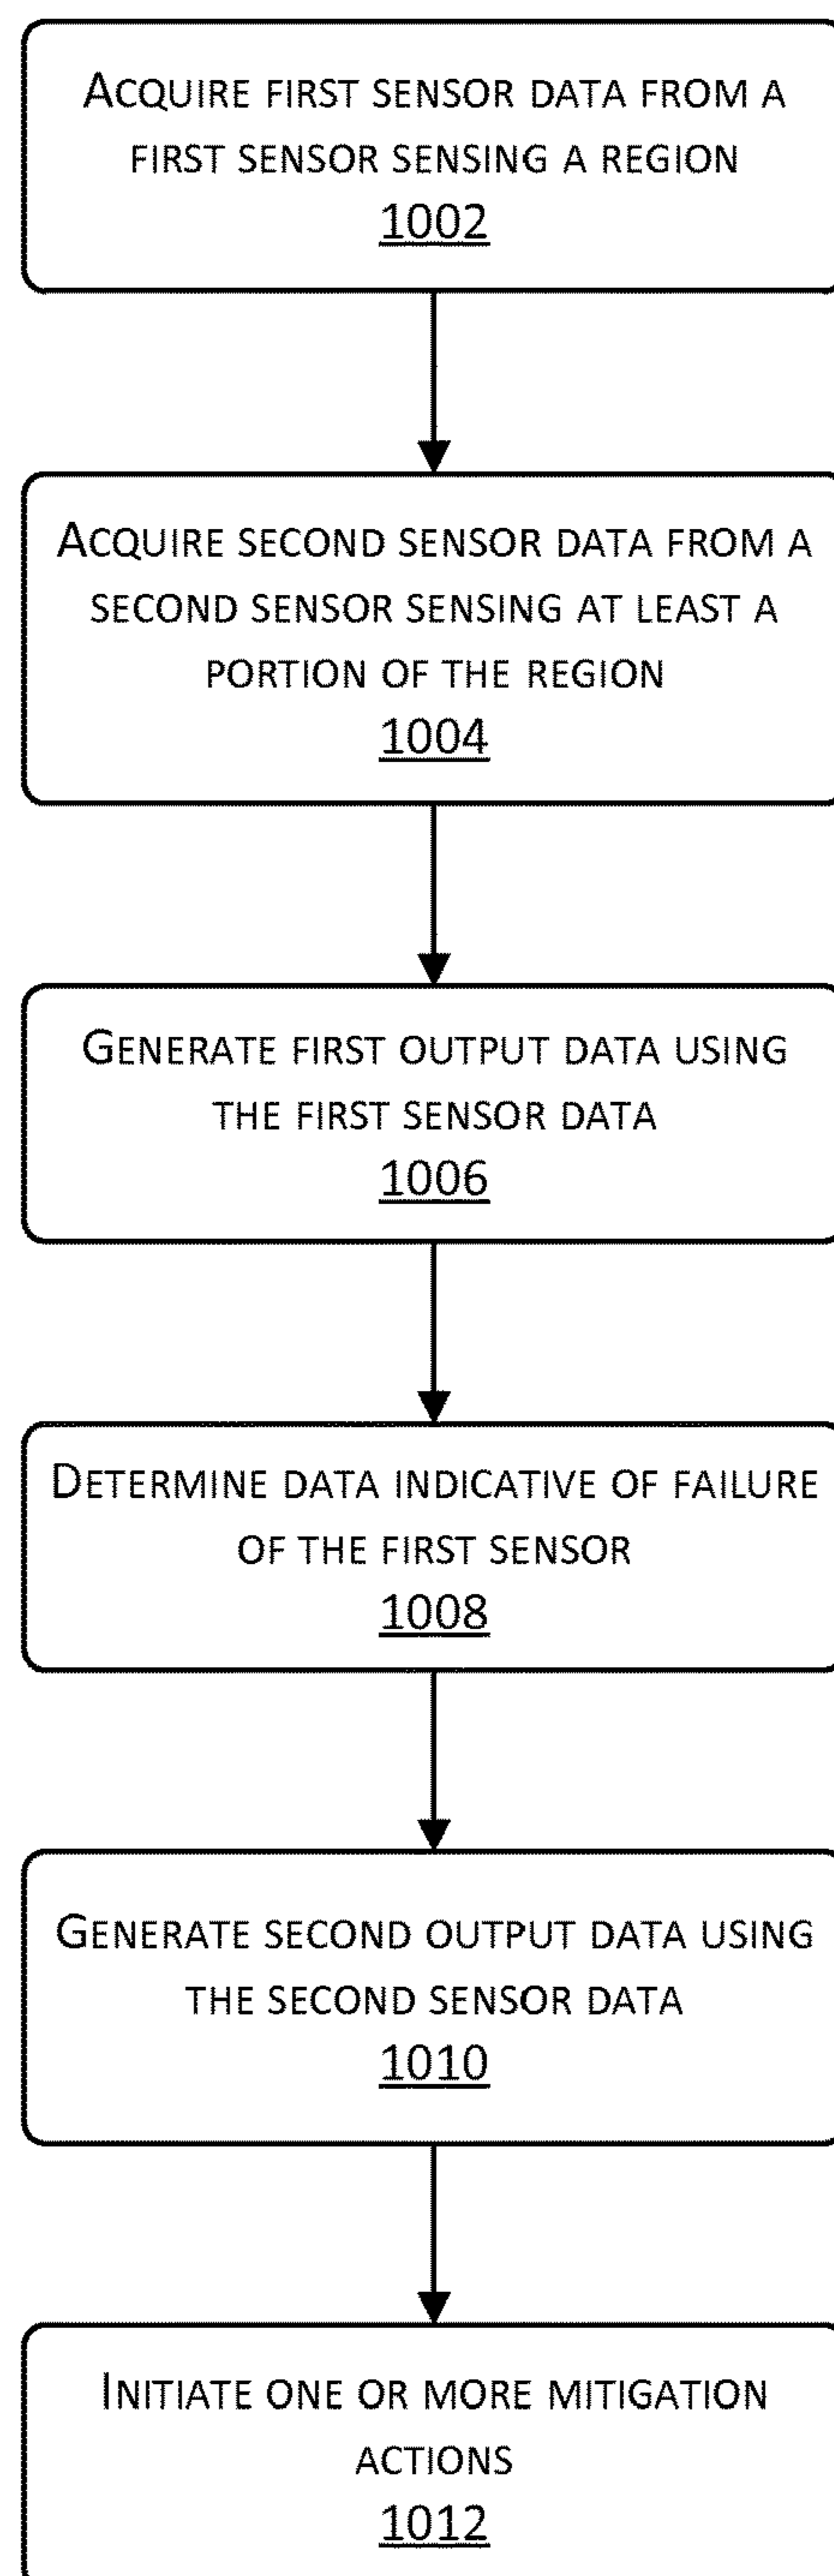 ACQUIRE FIRST SENSOR DATA FROM A
FIRST SENSOR SENSING A REGION
1002
ACQUIRE SECOND SENSOR DATA FROM A
SECOND SENSOR SENSING AT LEAST A
PORTION OF THE REGION
1004
GENERATE FIRST OUTPUT DATA USING
THE FIRST SENSOR DATA
1006
DETERMINE DATA INDICATIVE OF FAILURE
OF THE FIRST SENSOR
1008
GENERATE SECOND OUTPUT DATA USING
THE SECOND SENSOR DATA
1010
INITIATE ONE OR MORE MITIGATION
ACTIONS
1012